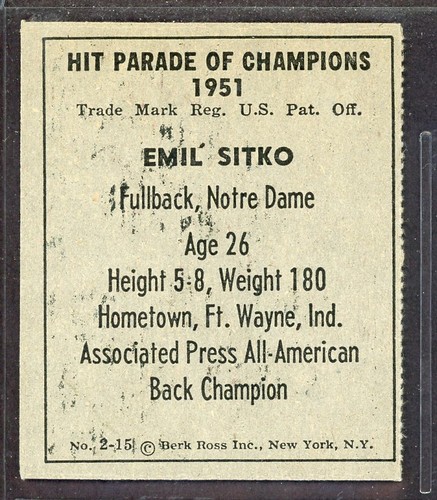 HIT PARADE OF CHAMPIONS
1951
Trade Mark Reg. U.S. Pat. Off.
EMIL SITKO
Fullback, Notre Dame
Age 26
Height 5-8, Weight 180
Hometown, Ft. Wayne, Ind.
Associated Press All-American
Back Champion
No. 2-15 © Berk Ross Inc., New York, N.Y.